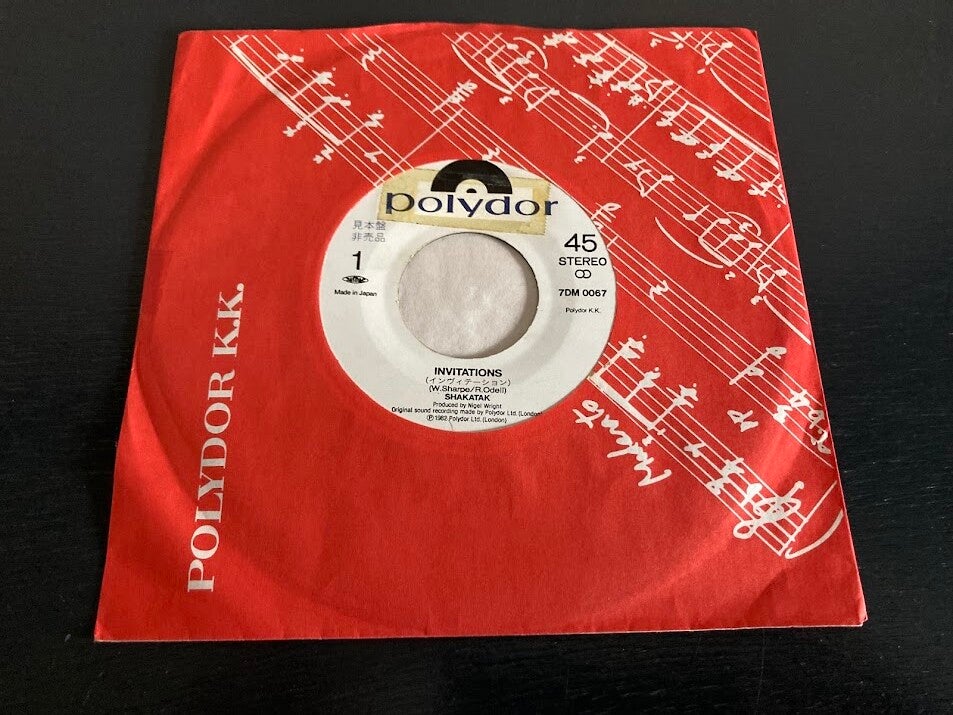 polydor
見本盤
非売品
1
Made in Japan
45
STEREO
7DM 0067
Polydor K.K.
INVITATIONS
(インヴィテーション)
(W.Sharpe/R.Odell)
SHAKATAK
Produced by Nigel Wright
Original sound recording made by Polydor Ltd. (London)
Ⓟ1982 Polydor Ltd. (London)
POLYDOR K.K.